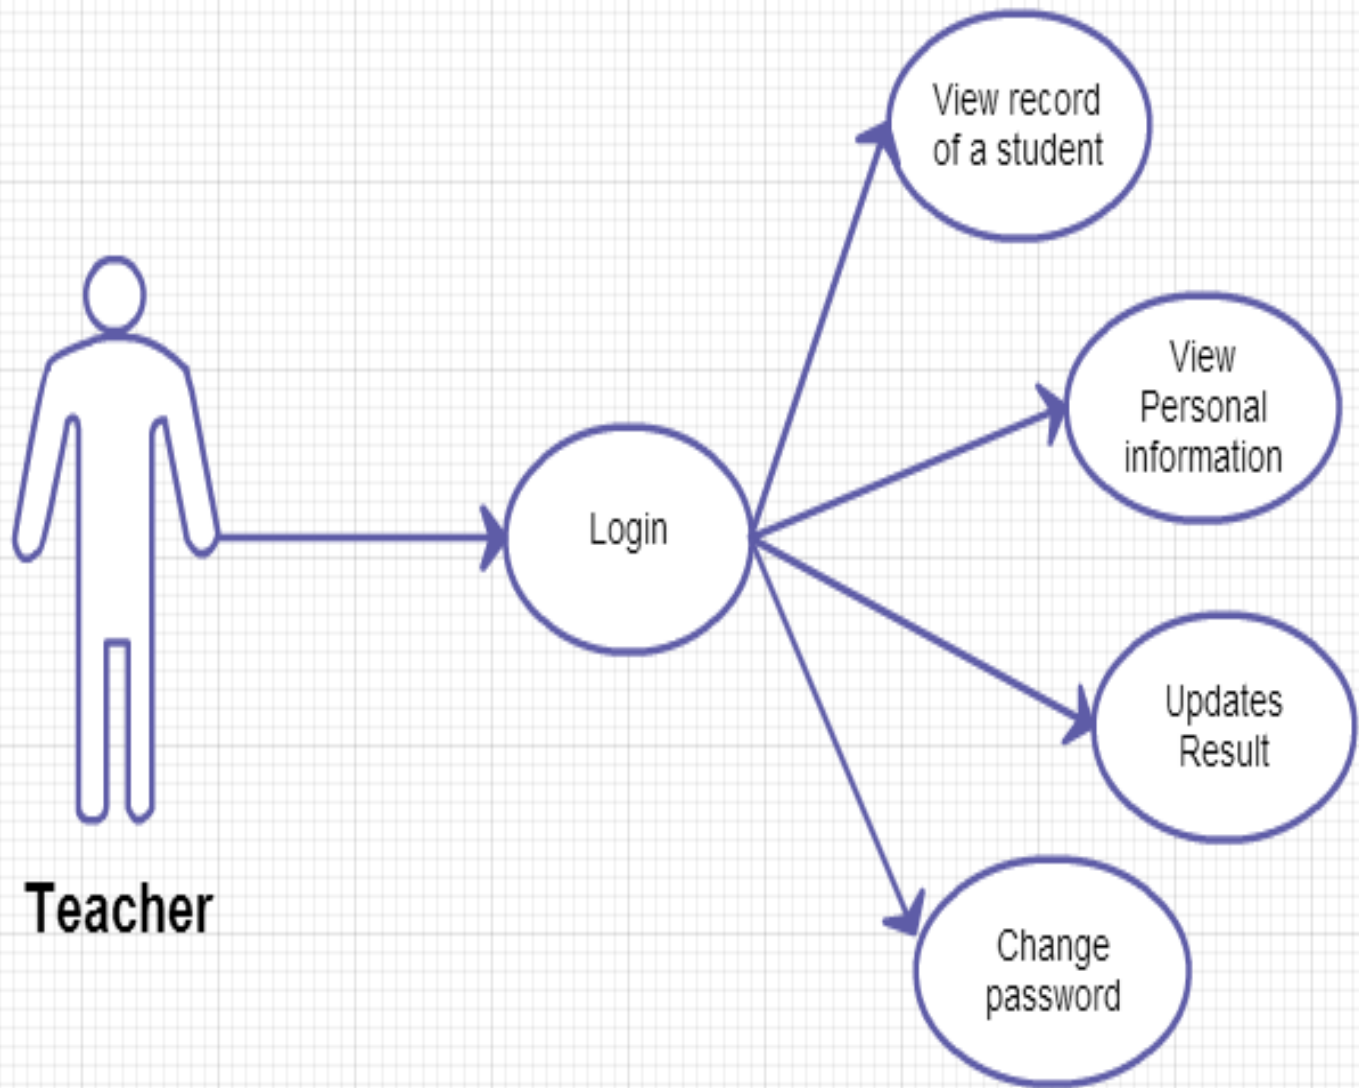 View record
of a student
View
Personal
information
Login
Updates
Result
Teacher
Change
password